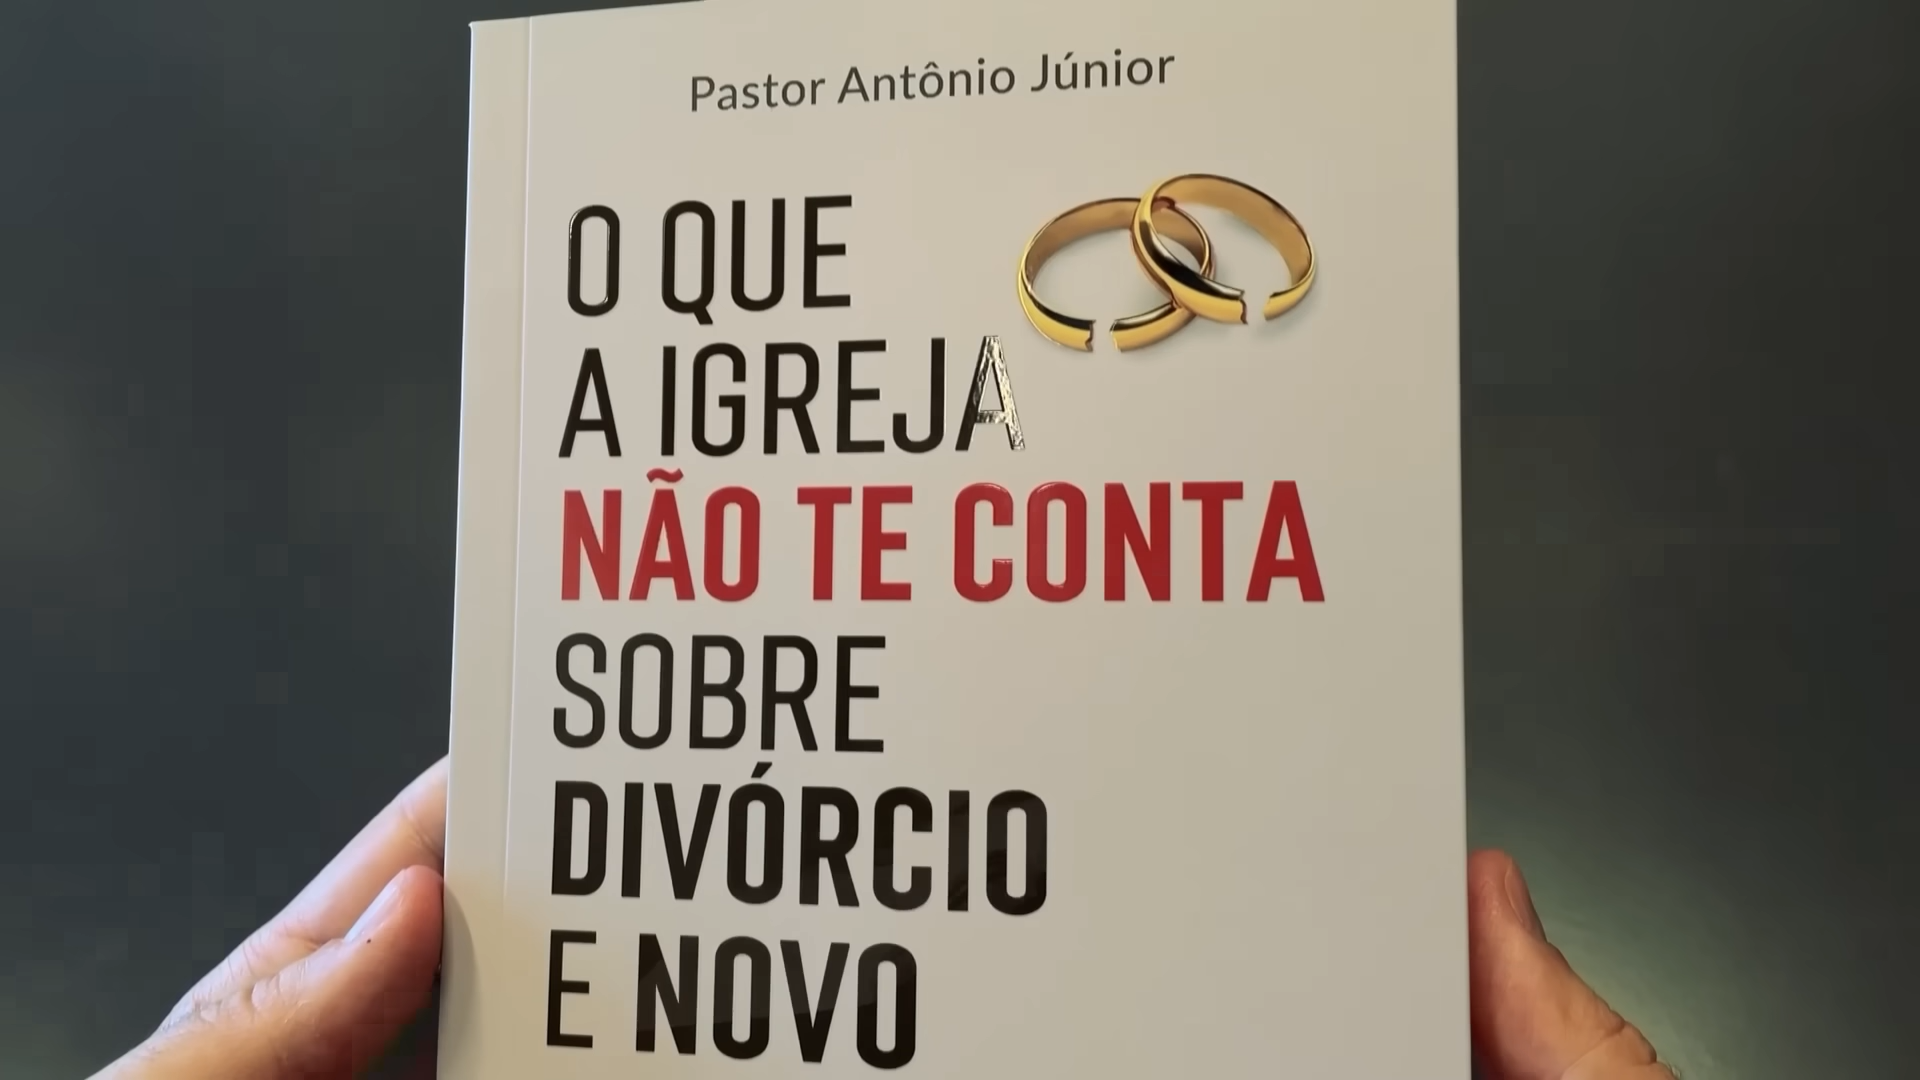 Pastor Antônio Júnior
O QUE
A IGREJA
NÃO TE CONTA
SOBRE
DIVÓRCIO
E NOVO